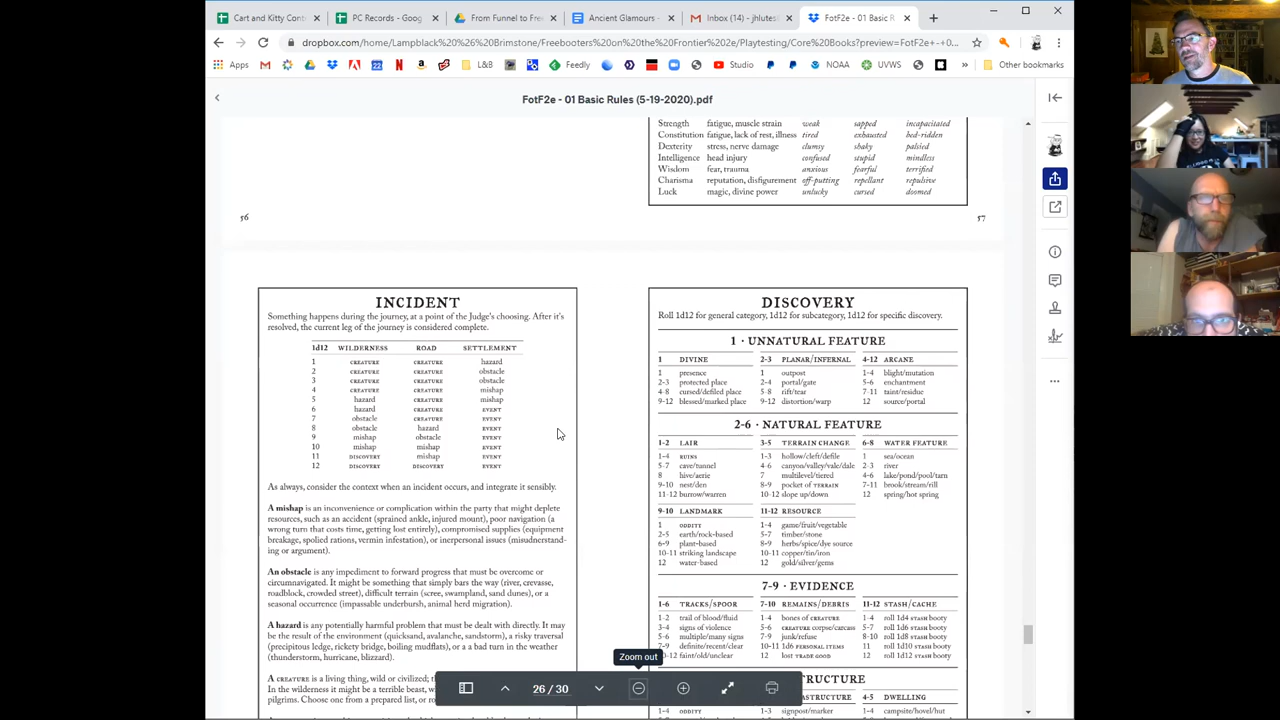 Cart and Kitty Cont
PC Records - Goog
From Funnel to Free
Ancient Glamours -
Inbox (14) - jhlutes
FotF2e - 01 Basic R
dropbox.com/home/Lampblack%20%26%20Brimstone/Freebooters%20on%20the%20Frontier%202e/Playtesting/Core%20Books?preview=FotF2e+-+0...
Apps
L&B
Feedly
Studio
NOAA
UVWS
»
Other bookmarks
FotF2e - 01 Basic Rules (5-19-2020).pdf
Strength fatigue, muscle strain weak sapped incapacitated
Constitution fatigue, lack of rest, illness tired exhausted bed-ridden
Dexterity stress, nerve damage clumsy shaky palsied
Intelligence head injury confused stupid mindless
Wisdom fear, trauma anxious fearful terrified
Charisma reputation, disfigurement off-putting repellant repulsive
Luck magic, divine power unlucky cursed doomed
56
57
INCIDENT
Something happens during the journey, at a point of the Judge's choosing. After it's
resolved, the current leg of the journey is considered complete.
1d12 WILDERNESS ROAD SETTLEMENT
1 CREATURE CREATURE hazard
2 CREATURE CREATURE obstacle
3 CREATURE CREATURE obstacle
4 CREATURE CREATURE mishap
5 hazard CREATURE mishap
6 hazard CREATURE EVENT
7 obstacle CREATURE EVENT
8 obstacle hazard EVENT
9 mishap obstacle EVENT
10 mishap mishap EVENT
11 DISCOVERY mishap EVENT
12 DISCOVERY DISCOVERY EVENT
As always, consider the context when an incident occurs, and integrate it sensibly.
A mishap is an inconvenience or complication within the party that might deplete
resources, such as an accident (sprained ankle, injured mount), poor navigation (a
wrong turn that costs time, getting lost entirely), compromised supplies (equipment
breakage, spolied rations, vermin infestation), or inerpersonal issues (misudnerstand-
ing or argument).
An obstacle is any impediment to forward progress that must be overcome or
circumnavigated. It might be something that simply bars the way (river, crevasse,
roadblock, crowded street), difficult terrain (scree, swampland, sand dunes), or a
seasonal occurrence (impassable underbursh, animal herd migration).
A hazard is any potentially harmful problem that must be dealt with directly. It may
be the result of the environment (quicksand, avalanche, sandstorm), a risky traversal
(precipitous ledge, rickety bridge, boiling mudflats), or a a bad turn in the weather
(thunderstorm, hurricane, blizzard).
A CREATURE is a living thing, wild or civilized; th
In the wilderness it might be a terrible beast, w
pilgrims. Choose one from a prepared list, or ro
DISCOVERY
Roll 1d12 for general category, 1d12 for subcategory, 1d12 for specific discovery.
1 · UNNATURAL FEATURE
1 DIVINE 2-3 PLANAR/INFERNAL 4-12 ARCANE
1 presence 1 outpost 1-4 blight/mutation
2-3 protected place 2-4 portal/gate 5-6 enchantment
4-8 cursed/defiled place 5-8 rift/tear 7-11 taint/residue
9-12 blessed/marked place 9-12 distortion/warp 12 source/portal
2-6 · NATURAL FEATURE
1-2 LAIR 3-5 TERRAIN CHANGE 6-8 WATER FEATURE
1-4 RUINS 1-3 hollow/cleft/defile 1 sea/ocean
5-7 cave/tunnel 4-6 canyon/valley/vale/dale 2-3 river
8 hive/aerie 7 multilevel/tiered 4-6 lake/pond/pool/tarn
9-10 nest/den 8-9 pocket of TERRAIN 7-11 brook/stream/rill
11-12 burrow/warren 10-12 slope up/down 12 spring/hot spring
9-10 LANDMARK 11-12 RESOURCE
1 ODDITY 1-4 game/fruit/vegetable
2-5 earth/rock-based 5-7 timber/stone
6-9 plant-based 8-9 herbs/spice/dye source
10-11 striking landscape 10-11 copper/tin/iron
12 water-based 12 gold/silver/gems
7-9 · EVIDENCE
1-6 TRACKS/SPOOR 7-10 REMAINS/DEBRIS 11-12 STASH/CACHE
1-2 trail of blood/fluid 1-4 bones of CREATURE 1-4 roll 1d4 STASH booty
3-4 signs of violence 5-6 CREATURE corpse/carcass 5-7 roll 1d6 STASH booty
5-6 multiple/many signs 7-9 junk/refuse 8-10 roll 1d8 STASH booty
7-9 definite/recent/clear 10-11 1d6 PERSONAL ITEMS 11 roll 1d10 STASH booty
10-12 faint/old/unclear 12 lost TRADE GOOD 12 roll 1d12 STASH booty
RUCTURE
ASTRUCTURE 4-5 DWELLING
1-4 ODDITY 1-3 signpost/marker 1-4 campsite/hovel/hut
Zoom out
26 / 30